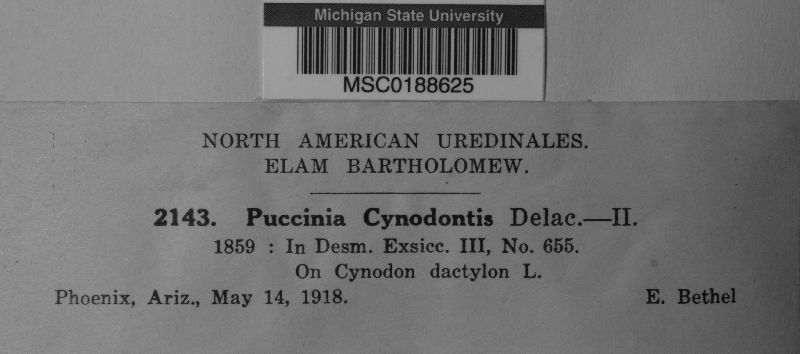 Michigan State University
MSC0188625
NORTH AMERICAN UREDINALES.
ELAM BARTHOLOMEW.
2143. Puccinia Cynodontis Delac.—II.
1859 : In Desm. Exsicc. III, No. 655.
On Cynodon dactylon L.
Phoenix, Ariz., May 14, 1918. E. Bethel